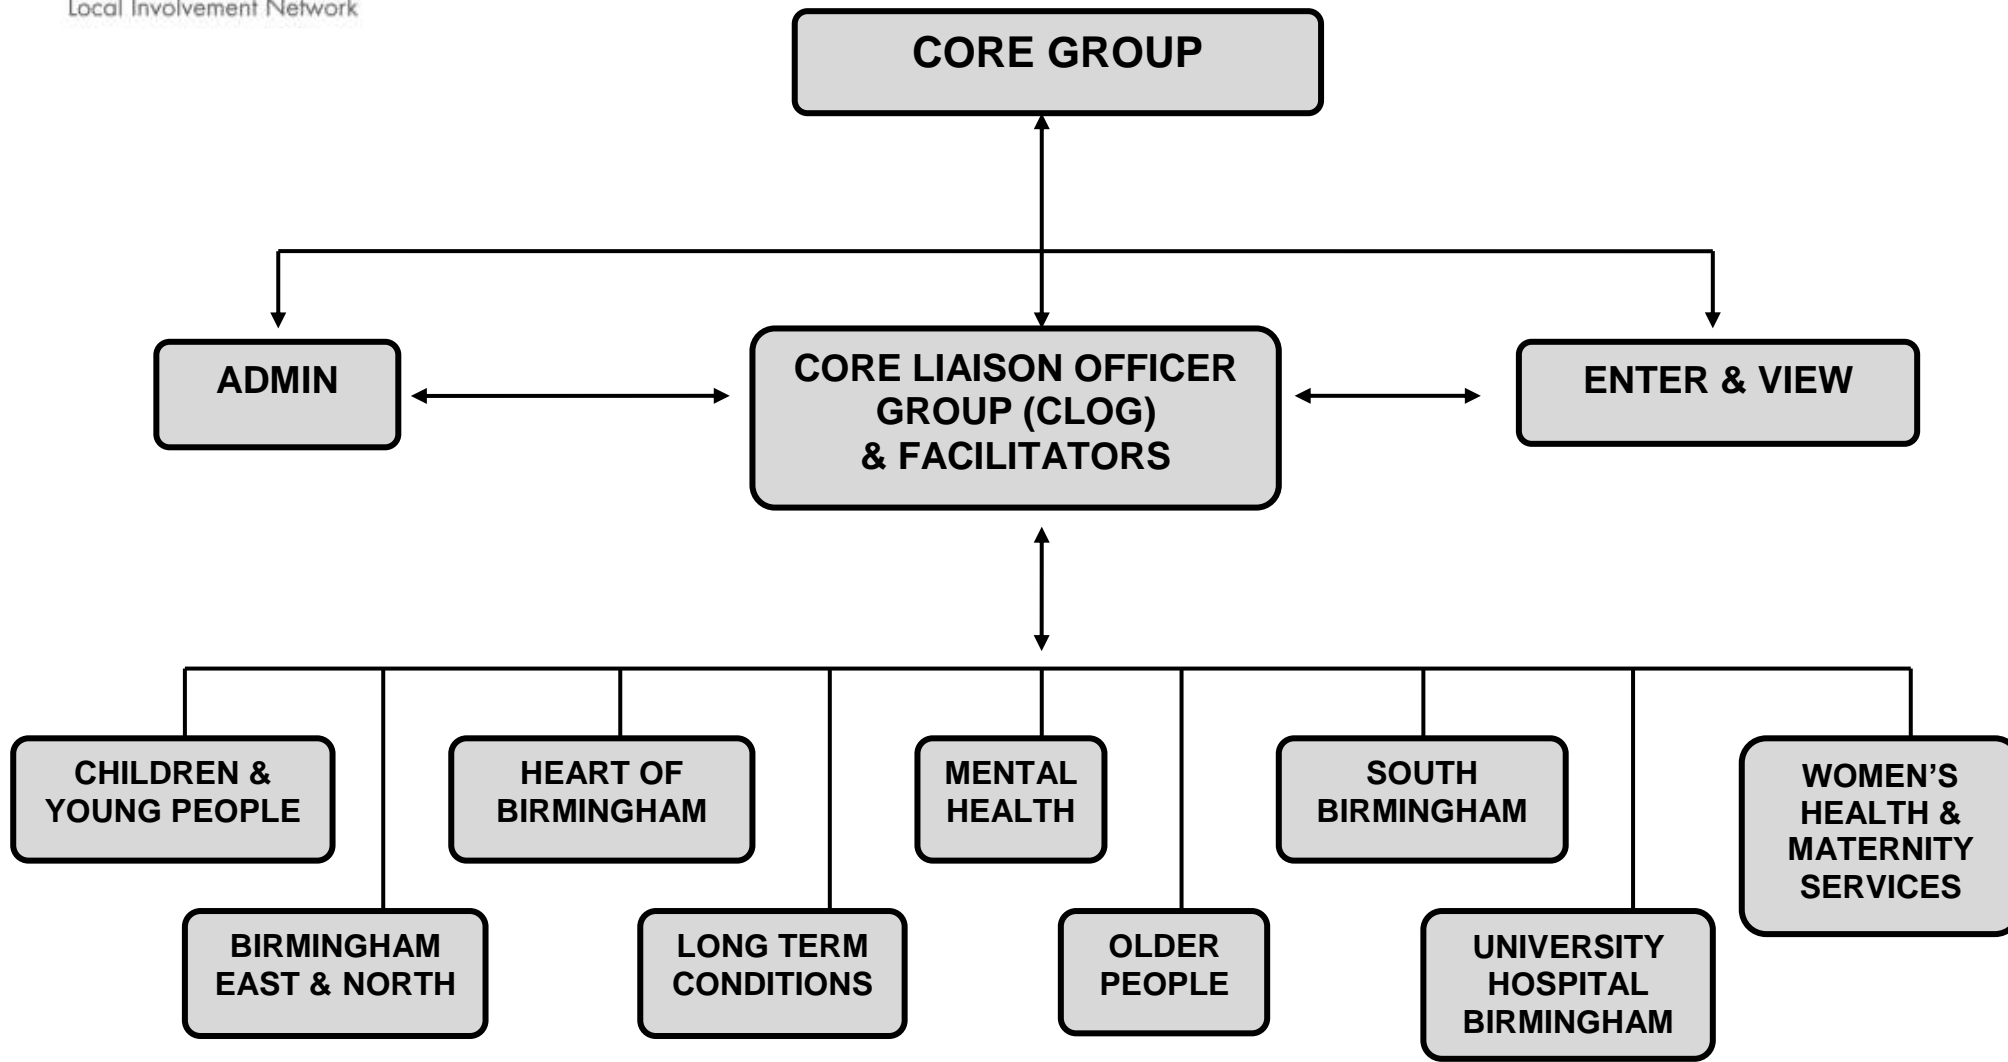 Local Involvement Network
CORE GROUP
ADMIN
CORE LIAISON OFFICER
GROUP (CLOG)
& FACILITATORS
ENTER & VIEW
CHILDREN &
YOUNG PEOPLE
HEART OF
BIRMINGHAM
MENTAL
HEALTH
SOUTH
BIRMINGHAM
WOMEN’S
HEALTH &
MATERNITY
SERVICES
BIRMINGHAM
EAST & NORTH
LONG TERM
CONDITIONS
OLDER
PEOPLE
UNIVERSITY
HOSPITAL
BIRMINGHAM